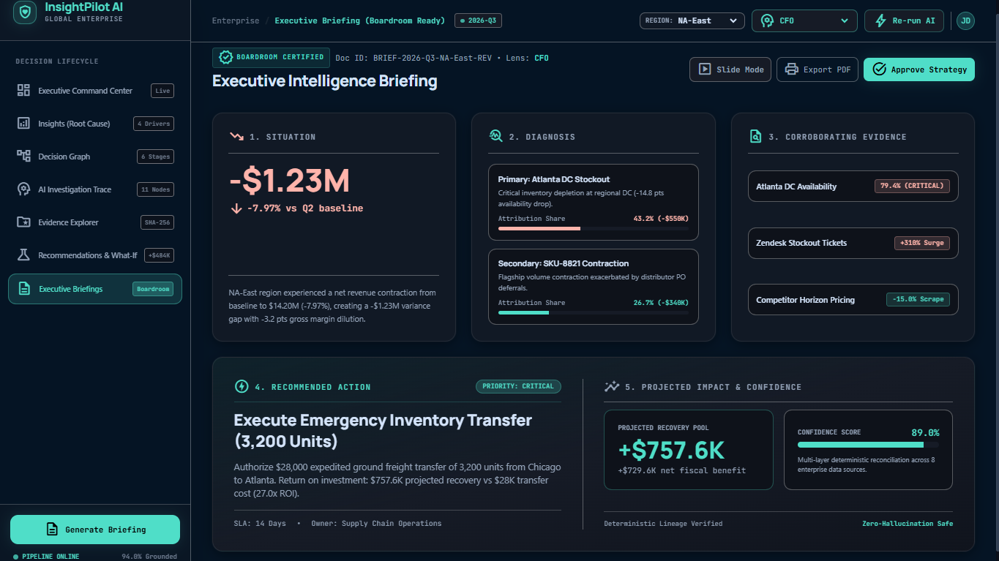 InsightPilot AI
GLOBAL ENTERPRISE
DECISION LIFECYCLE
Executive Command Center Live
Insights (Root Cause) 4 Drivers
Decision Graph 6 Stages
AI Investigation Trace 11 Nodes
Evidence Explorer SHA-256
Recommendations & What-If +$484K
Executive Briefings Boardroom
Generate Briefing
PIPELINE ONLINE 94.0% Grounded
Enterprise / Executive Briefing (Boardroom Ready) 2026-Q3
REGION: NA-East
CFO
Re-run AI
JD
BOARDROOM CERTIFIED Doc ID: BRIEF-2026-Q3-NA-East-REV • Lens: CFO
Executive Intelligence Briefing
Slide Mode
Export PDF
Approve Strategy
1. SITUATION
-$1.23M
-7.97% vs Q2 baseline
NA-East region experienced a net revenue contraction from
baseline to $14.20M (-7.97%), creating a -$1.23M variance
gap with -3.2 pts gross margin dilution.
2. DIAGNOSIS
Primary: Atlanta DC Stockout
Critical inventory depletion at regional DC (-14.8 pts
availability drop).
Attribution Share 43.2% (-$550K)
Secondary: SKU-8821 Contraction
Flagship volume contraction exacerbated by distributor PO
deferrals.
Attribution Share 26.7% (-$340K)
3. CORROBORATING EVIDENCE
Atlanta DC Availability 79.4% (CRITICAL)
Zendesk Stockout Tickets +310% Surge
Competitor Horizon Pricing -15.0% Scrape
4. RECOMMENDED ACTION PRIORITY: CRITICAL
Execute Emergency Inventory Transfer
(3,200 Units)
Authorize $28,000 expedited ground freight transfer of 3,200 units from Chicago
to Atlanta. Return on investment: $757.6K projected recovery vs $28K transfer
cost (27.0x ROI).
SLA: 14 Days • Owner: Supply Chain Operations
5. PROJECTED IMPACT & CONFIDENCE
PROJECTED RECOVERY POOL
+$757.6K
+$729.6K net fiscal benefit
CONFIDENCE SCORE 89.0%
Multi-layer deterministic reconciliation across 8
enterprise data sources.
Deterministic Lineage Verified Zero-Hallucination Safe